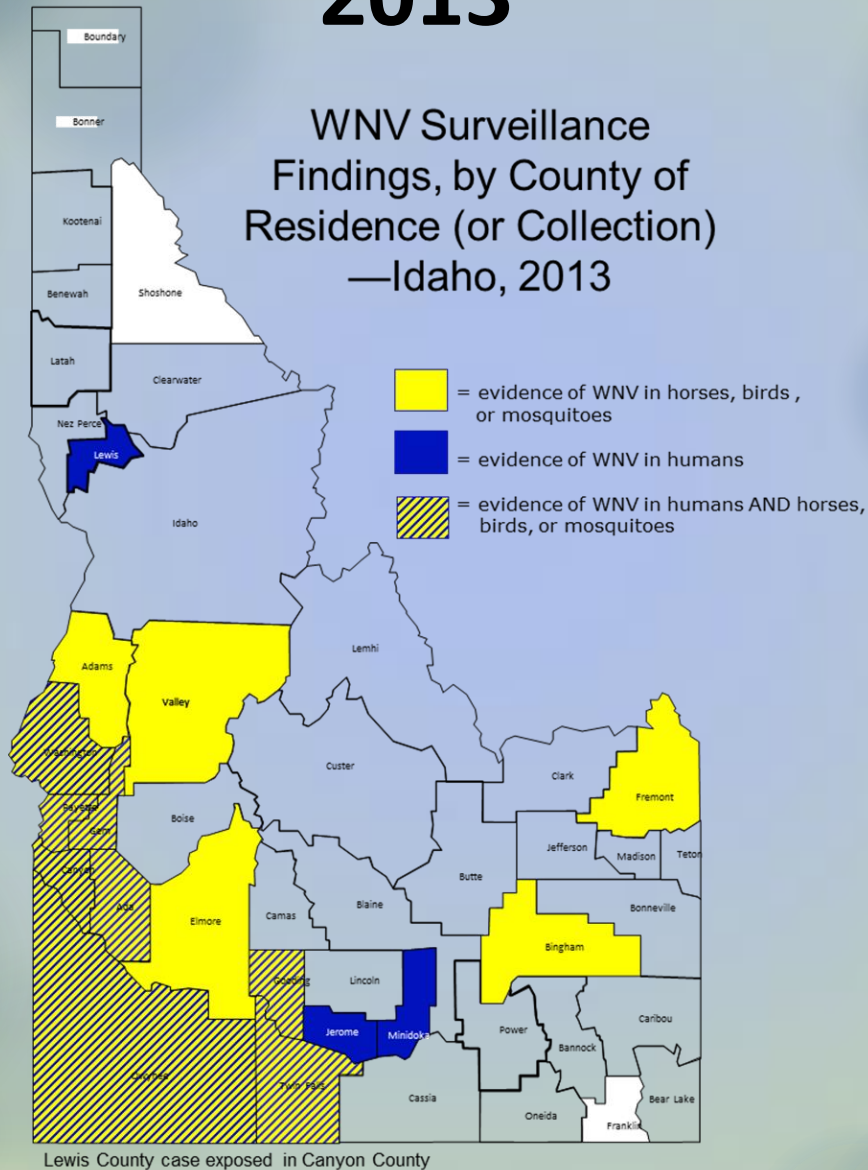 2013
WNV Surveillance
Findings, by County of
Residence (or Collection)
—Idaho, 2013
= evidence of WNV in horses, birds ,
or mosquitoes
= evidence of WNV in humans
= evidence of WNV in humans AND horses,
birds, or mosquitoes
Boundary
Bonner
Kootenai
Benewah
Shoshone
Latah
Clearwater
Nez Perce
Lewis
Idaho
Lemhi
Adams
Valley
Washington
Custer
Clark
Fremont
Payette
Gem
Boise
Jefferson
Madison
Teton
Canyon
Butte
Ada
Elmore
Camas
Blaine
Bonneville
Bingham
Gooding
Lincoln
Jerome
Minidoka
Power
Caribou
Bannock
Owyhee
Twin Falls
Cassia
Oneida
Franklin
Bear Lake
Lewis County case exposed in Canyon County